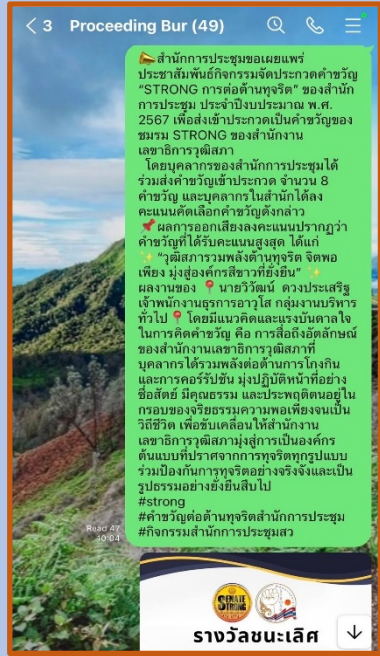 3 Proceeding Bur (49)
📣สำนักการประชุมขอเผยแพร่
ประชาสัมพันธ์กิจกรรมจัดประกวดคำขวัญ
“STRONG การต่อต้านทุจริต” ของสำนัก
การประชุม ประจำปีงบประมาณ พ.ศ.
2567 เพื่อส่งเข้าประกวดเป็นคำขวัญของ
ชมรม STRONG ของสำนักงาน
เลขาธิการวุฒิสภา
โดยบุคลากรของสำนักการประชุมได้
ร่วมส่งคำขวัญเข้าประกวด จำนวน 8
คำขวัญ และบุคลากรในสำนักได้ลง
คะแนนคัดเลือกคำขวัญดังกล่าว
📌ผลการออกเสียงลงคะแนนปรากฏว่า
คำขวัญที่ได้รับคะแนนสูงสุด ได้แก่
✨ “วุฒิสภารวมพลังต้านทุจริต จิตพอ
เพียง มุ่งสู่องค์กรสีขาวที่ยั่งยืน” ✨
ผลงานของ 📍นายวิวัฒน์ ดวงประเสริฐ
เจ้าพนักงานธุรการอาวุโส กลุ่มงานบริหาร
ทั่วไป 📍 โดยมีแนวคิดและแรงบันดาลใจ
ในการคิดคำขวัญ คือ การสื่อถึงอัตลักษณ์
ของสำนักงานเลขาธิการวุฒิสภาที่
บุคลากรได้รวมพลังต่อต้านการโกงกิน
และการคอร์รัปชัน มุ่งปฏิบัติหน้าที่อย่าง
ซื่อสัตย์ มีคุณธรรม และประพฤติตนอยู่ใน
กรอบของจริยธรรมความพอเพียงจนเป็น
วิถีชีวิต เพื่อขับเคลื่อนให้สำนักงาน
เลขาธิการวุฒิสภามุ่งสู่การเป็นองค์กร
ต้นแบบที่ปราศจากการทุจริตทุกรูปแบบ
ร่วมป้องกันการทุจริตอย่างจริงจังและเป็น
รูปธรรมอย่างยั่งยืนสืบไป
#strong
#คำขวัญต่อต้านทุจริตสำนักการประชุม
#กิจกรรมสำนักการประชุมสว
Read 47
10:04
SENATE
STRONG
รางวัลชนะเลิศ